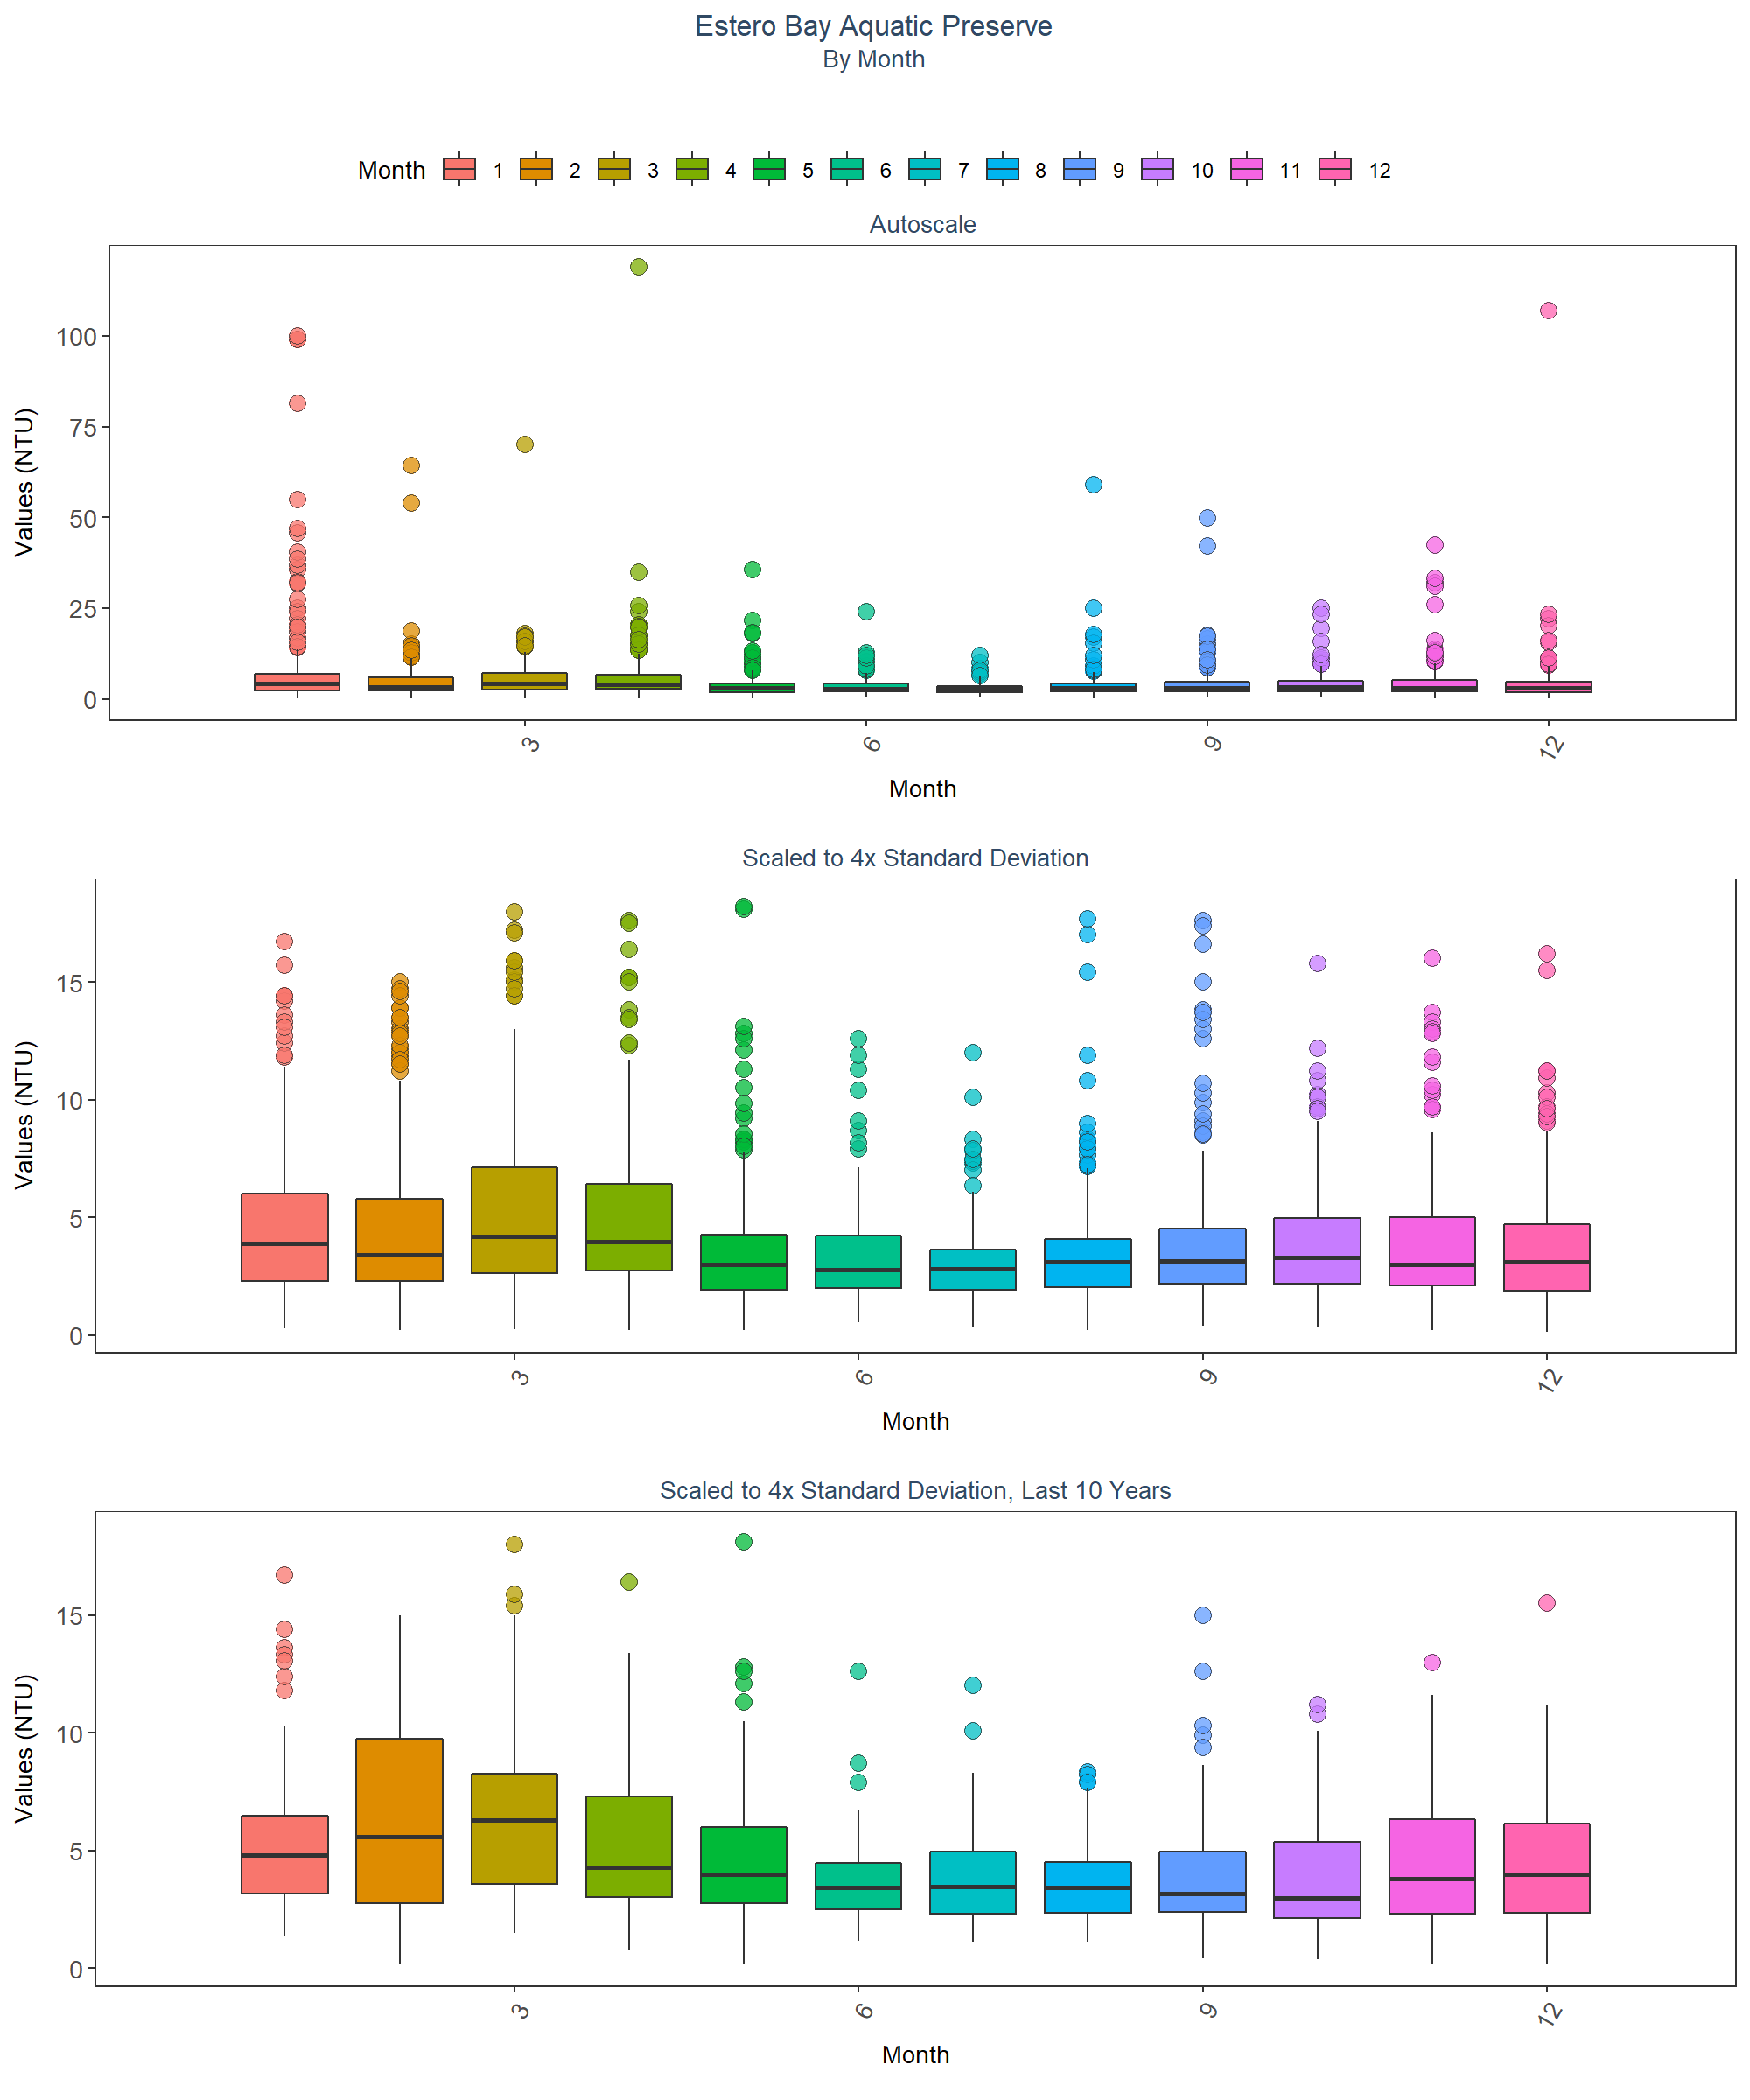 Estero Bay Aquatic Preserve
By Month
Month 1 2 3 4 5 6 7 8 9 10 11 12
Autoscale
Values (NTU)
100
75
50
25
0
3 6 9 12
Month
Scaled to 4x Standard Deviation
Values (NTU)
15
10
5
0
3 6 9 12
Month
Scaled to 4x Standard Deviation, Last 10 Years
Values (NTU)
15
10
5
0
3 6 9 12
Month